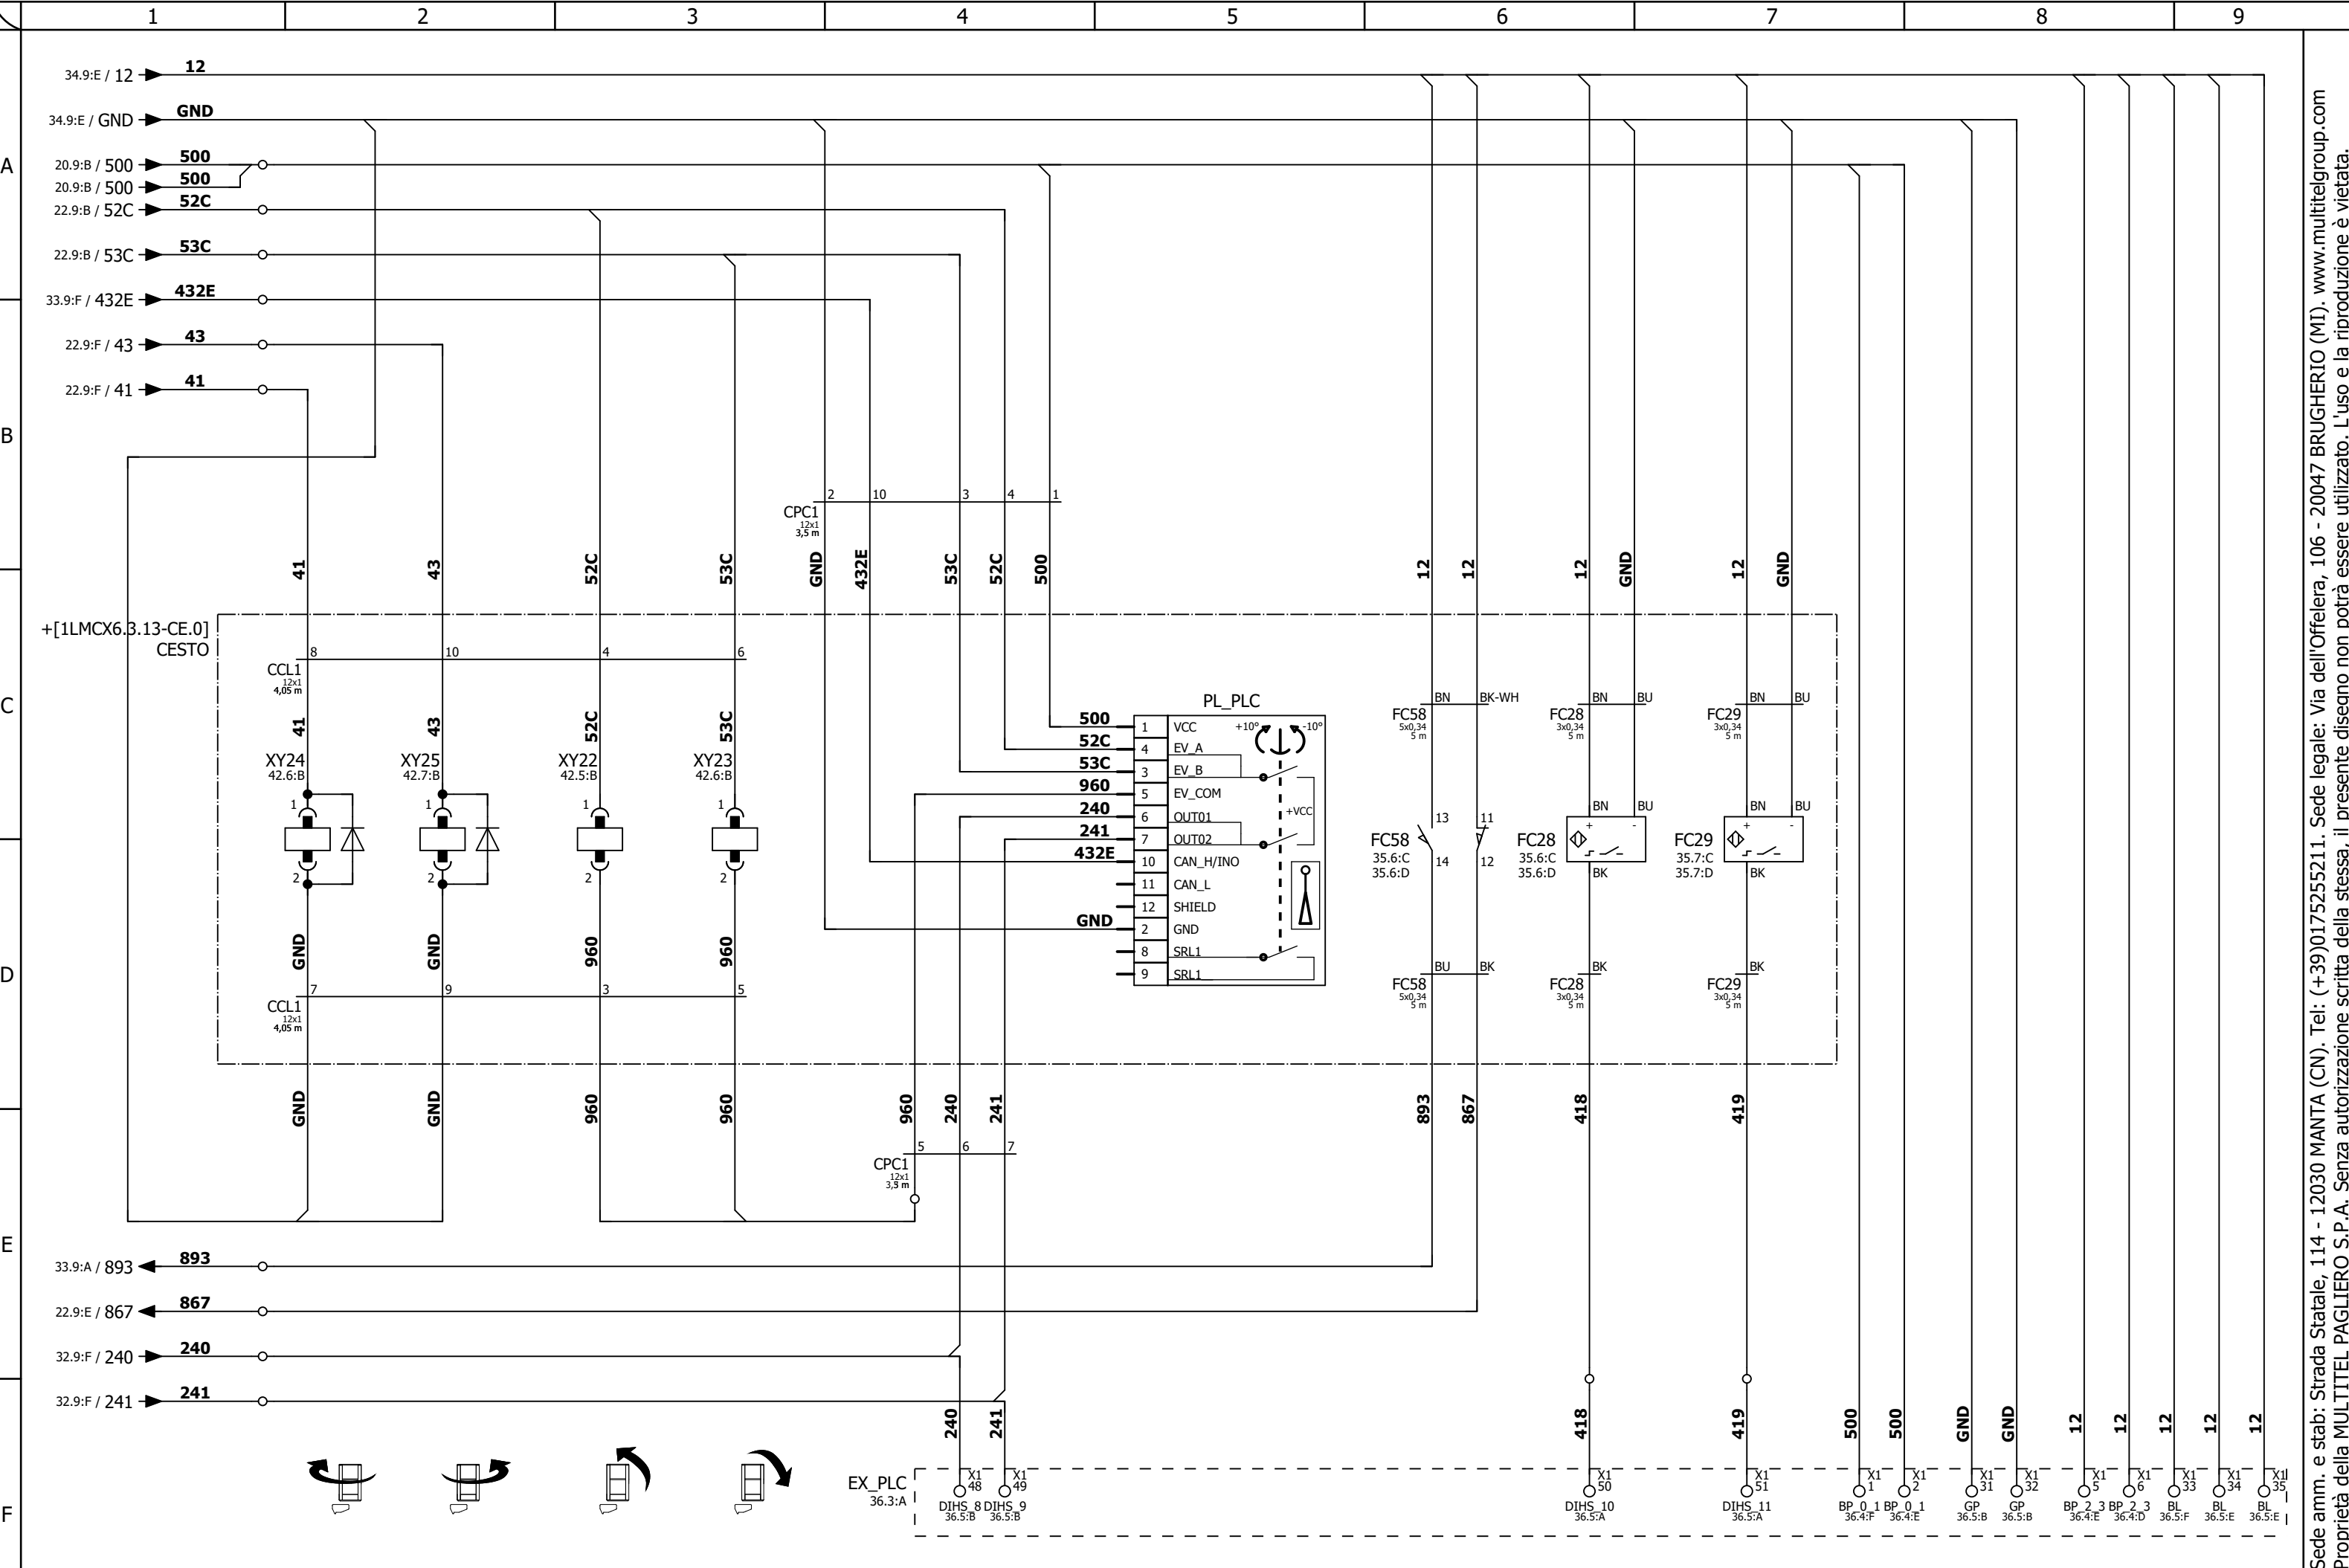 1 2 3 4 5 6 7 8 9
A
B
C
D
E
F
34.9:E / 12 12
34.9:E / GND GND
20.9:B / 500 500
20.9:B / 500 500
22.9:B / 52C 52C
22.9:B / 53C 53C
33.9:F / 432E 432E
22.9:F / 43 43
22.9:F / 41 41
2 10 3 4 1
CPC1
12x1
3,5 m
41 43 52C 53C GND 432E 53C 52C 500 12 12 12 GND 12 GND
+[1LMCX6.3.13-CE.0]
CESTO
8 10 4 6
CCL1
12x1
4,05 m
41 43 52C 53C
XY24
42.6:B
1
2
XY25
42.7:B
1
2
XY22
42.5:B
1
2
XY23
42.6:B
1
2
GND GND 960 960
7 9 3 5
CCL1
12x1
4,05 m
GND GND 960 960 960 240 241 893 867 418 419
PL_PLC
+10° -10°
500 1 VCC
52C 4 EV_A
53C 3 EV_B
960 5 EV_COM
+VCC
240 6 OUT01
241 7 OUT02
432E 10 CAN_H/INO
11 CAN_L
12 SHIELD
GND 2 GND
8 SRL1
9 SRL1
BN BK-WH
FC58
5x0,34
5 m
BN BU
FC28
3x0,34
5 m
BN BU
FC29
3x0,34
5 m
13 11
FC58
35.6:C
35.6:D
14 12
BN BU
+ -
FC28
35.6:C
35.6:D
BK
BN BU
+ -
FC29
35.7:C
35.7:D
BK
BU BK
FC58
5x0,34
5 m
BK
FC28
3x0,34
5 m
BK
FC29
3x0,34
5 m
5 6 7
CPC1
12x1
3,5 m
33.9:A / 893 893
22.9:E / 867 867
32.9:F / 240 240
32.9:F / 241 241
240 241 418 419 500 500 GND GND 12 12 12 12 12
EX_PLC
36.3:A
X1 X1 X1 X1 X1 X1 X1 X1 X1 X1 X1 X1 X1
48 49 50 51 1 2 31 32 5 6 33 34 35
DIHS_8 DIHS_9 DIHS_10 DIHS_11 BP_0_1 BP_0_1 GP GP BP_2_3 BP_2_3 BL BL BL
36.5:B 36.5:B 36.5:A 36.5:A 36.4:F 36.4:E 36.5:B 36.5:B 36.4:E 36.4:D 36.5:F 36.5:E 36.5:E
Sede amm. e stab: Strada Statale, 114 - 12030 MANTA (CN). Tel: (+39)01752552​11. Sede legale: Via dell'Offelera, 106 - 20047 BRUGHERIO (MI). www.multitelgroup.com
Proprietà della MULTITEL PAGLIERO S.P.A. Senza autorizzazione scritta della stessa, il presente disegno non potrà essere utilizzato. L'uso e la riproduzione è vietata.